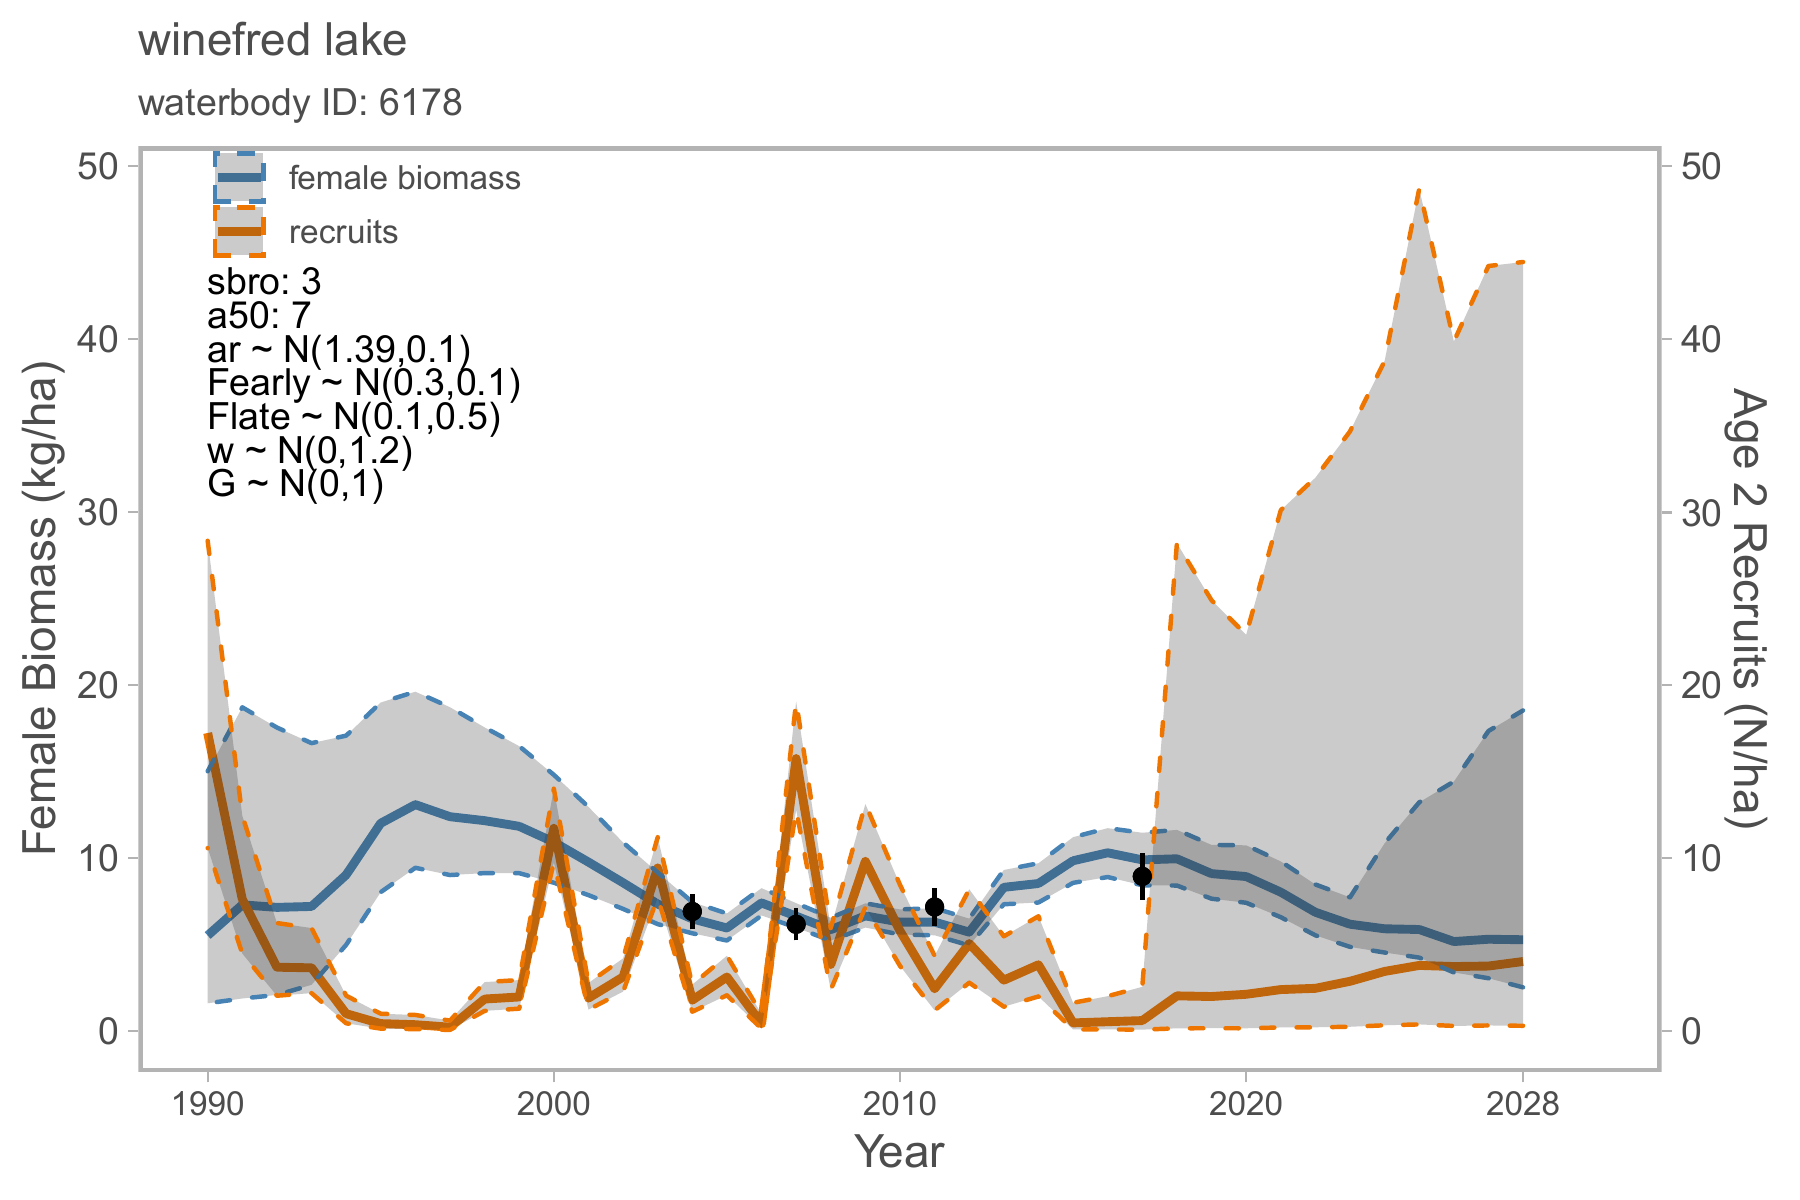 winefred lake
waterbody ID: 6178
female biomass
recruits
sbro: 3
a50: 7
ar ~ N(1.39,0.1)
Fearly ~ N(0.3,0.1)
Flate ~ N(0.1,0.5)
w ~ N(0,1.2)
G ~ N(0,1)
Female Biomass (kg/ha)
50
40
30
20
10
0
50
40
30
20
10
0
Age 2 Recruits (N/ha)
1990 2000 2010 2020 2028
Year